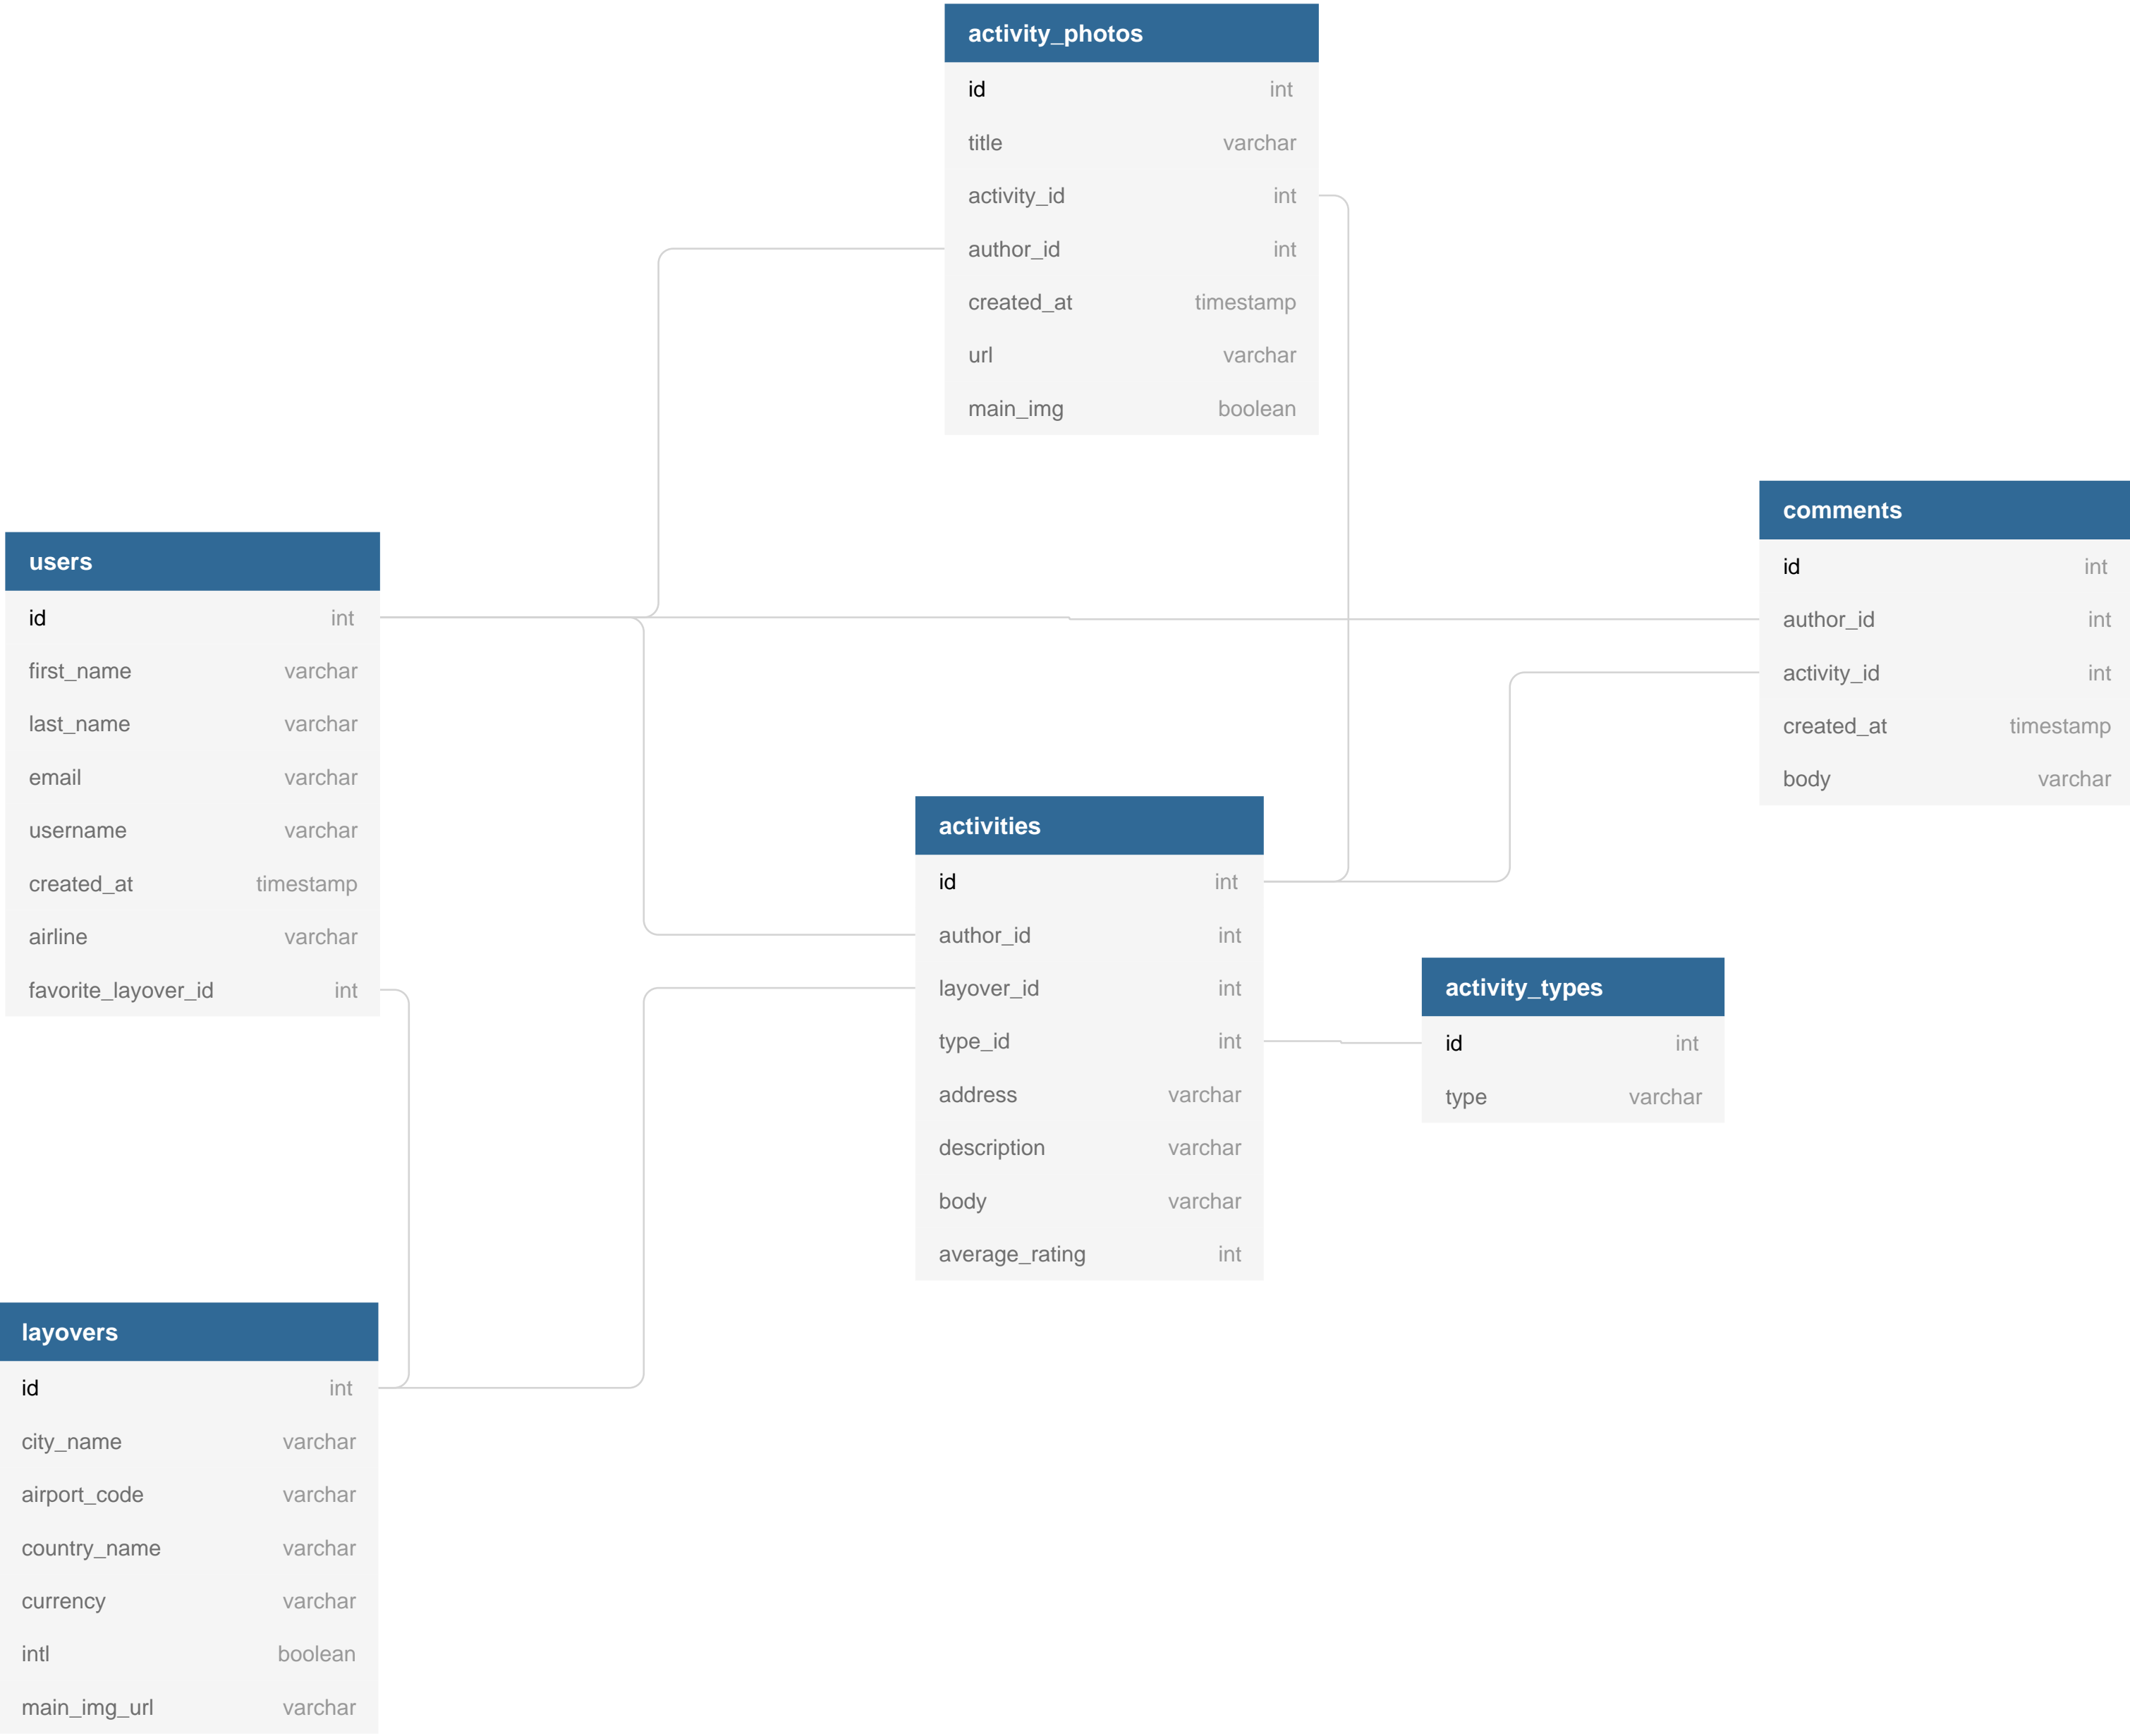 activity_photos
id int
title varchar
activity_id int
author_id int
created_at timestamp
url varchar
main_img boolean
users
id int
first_name varchar
last_name varchar
email varchar
username varchar
created_at timestamp
airline varchar
favorite_layover_id int
comments
id int
author_id int
activity_id int
created_at timestamp
body varchar
activities
id int
author_id int
layover_id int
type_id int
address varchar
description varchar
body varchar
average_rating int
activity_types
id int
type varchar
layovers
id int
city_name varchar
airport_code varchar
country_name varchar
currency varchar
intl boolean
main_img_url varchar